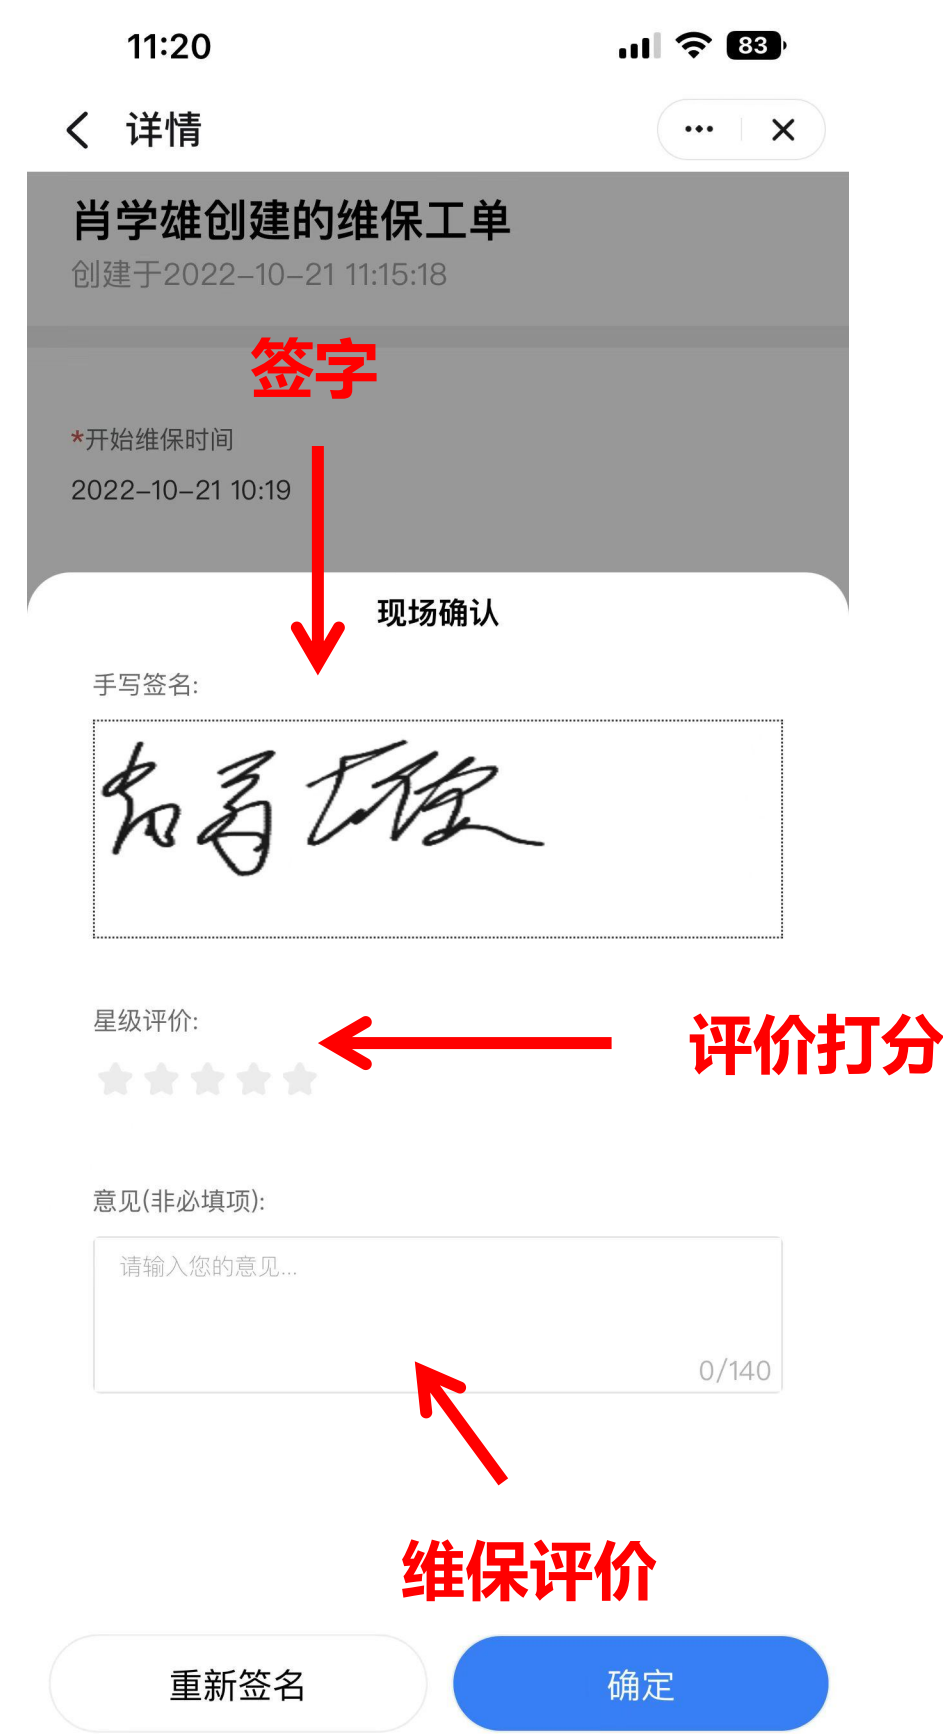 11:20
83
详情
肖学雄创建的维保工单
创建于2022-10-21 11:15:18
签字
*开始维保时间
2022-10-21 10:19
现场确认
手写签名:
肖学雄
星级评价:
评价打分
意见(非必填项):
请输入您的意见...
0/140
维保评价
重新签名
确定